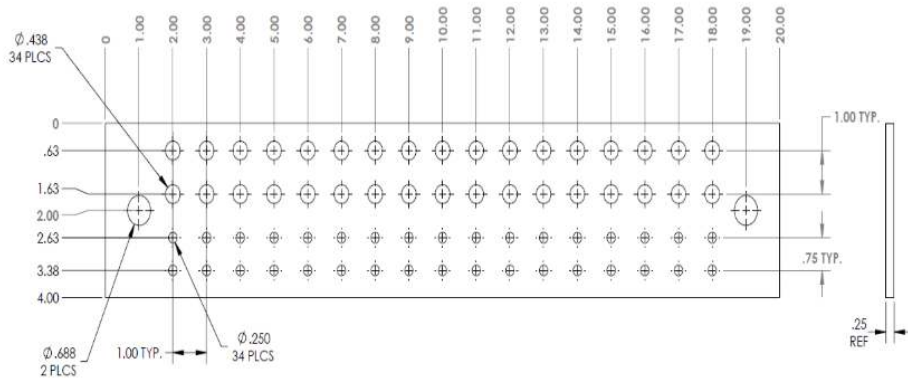 0
1.00
2.00
3.00
4.00
5.00
6.00
7.00
8.00
9.00
10.00
11.00
12.00
13.00
14.00
15.00
16.00
17.00
18.00
19.00
20.00
Ø.438
34 PLCS
0
.63
1.63
2.00
2.63
3.38
4.00
1.00 TYP.
.75 TYP.
Ø.688
2 PLCS
1.00 TYP.
Ø.250
34 PLCS
.25
REF